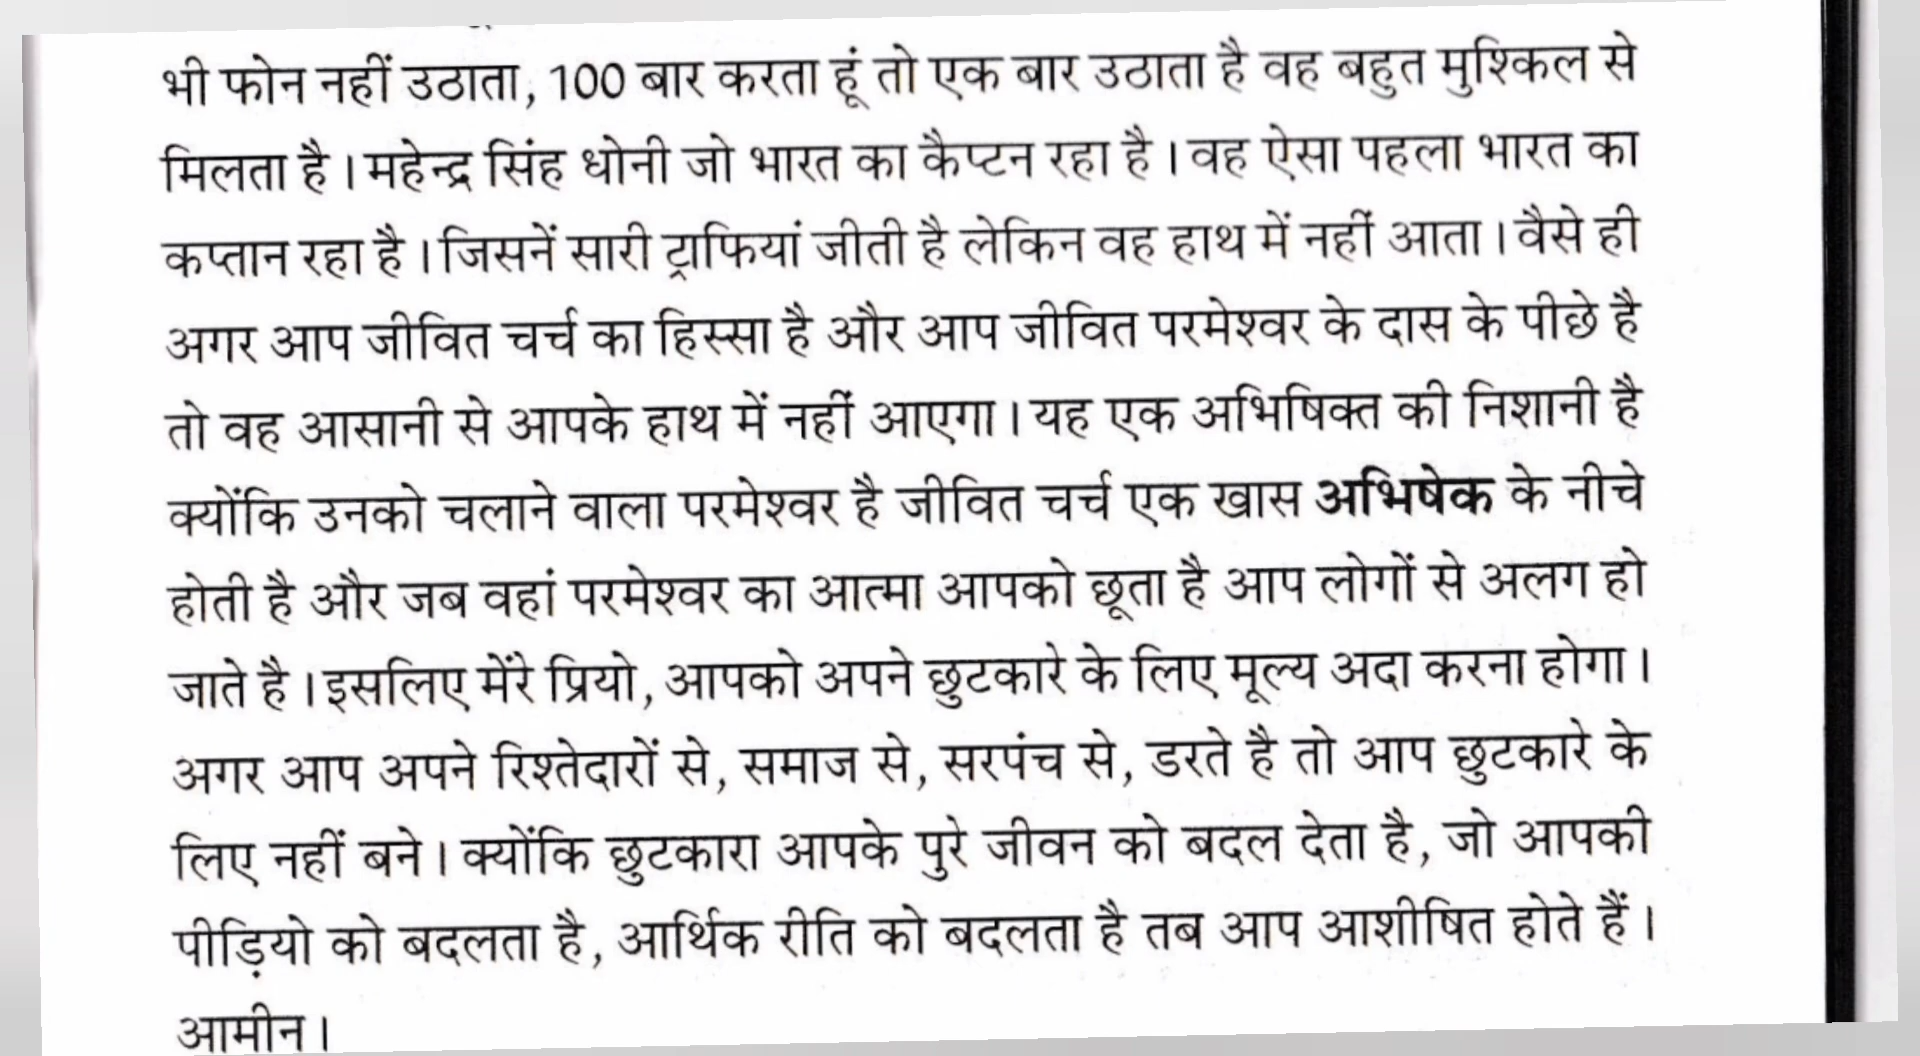 भी फोन नहीं उठाता, 100 बार करता हूं तो एक बार उठाता है वह बहुत मुश्किल से
मिलता है। महेन्द्र सिंह धोनी जो भारत का कैप्टन रहा है। वह ऐसा पहला भारत का
कप्तान रहा है। जिसनें सारी ट्राफियां जीती है लेकिन वह हाथ में नहीं आता। वैसे ही
अगर आप जीवित चर्च का हिस्सा है और आप जीवित परमेश्वर के दास के पीछे है
तो वह आसानी से आपके हाथ में नहीं आएगा। यह एक अभिषिक्त की निशानी है
क्योंकि उनको चलाने वाला परमेश्वर है जीवित चर्च एक खास अभिषेक के नीचे
होती है और जब वहां परमेश्वर का आत्मा आपको छूता है आप लोगों से अलग हो
जाते है। इसलिए मेंरे प्रियो, आपको अपने छुटकारे के लिए मूल्य अदा करना होगा।
अगर आप अपने रिश्तेदारों से, समाज से, सरपंच से, डरते है तो आप छुटकारे के
लिए नहीं बने। क्योंकि छुटकारा आपके पुरे जीवन को बदल देता है, जो आपकी
पीड़ियो को बदलता है, आर्थिक रीति को बदलता है तब आप आशीषित होते हैं।
आमीन।